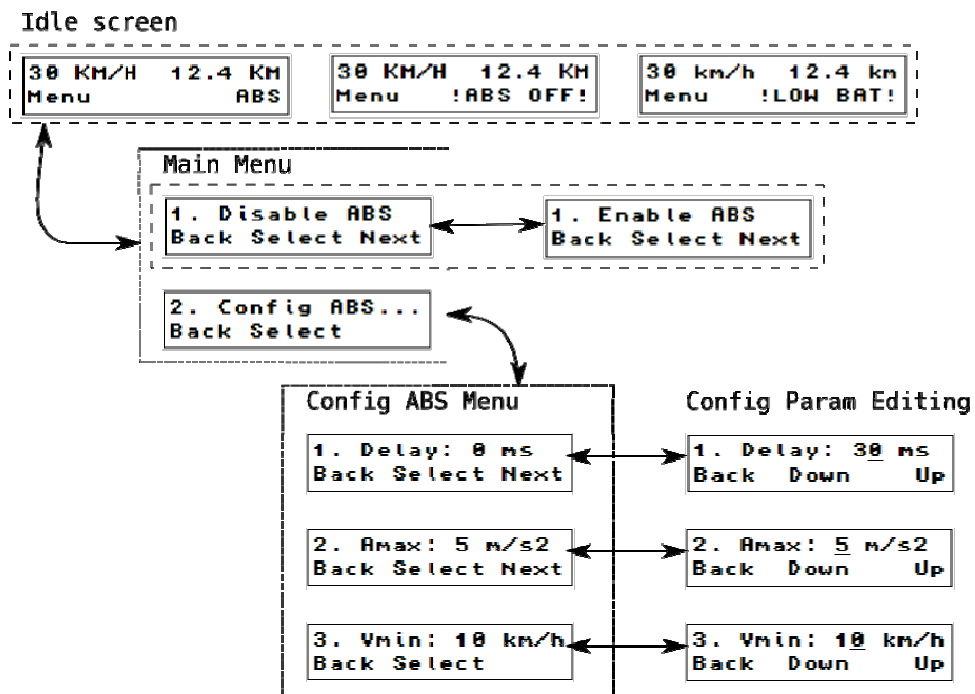 Idle screen
30 KM/H 12.4 KM
Menu ABS
30 KM/H 12.4 KM
Menu !ABS OFF!
30 km/h 12.4 km
Menu !LOW BAT!
Main Menu
1. Disable ABS
Back Select Next
1. Enable ABS
Back Select Next
2. Config ABS...
Back Select
Config ABS Menu
Config Param Editing
1. Delay: 0 ms
Back Select Next
1. Delay: 30 ms
Back Down Up
2. Amax: 5 m/s2
Back Select Next
2. Amax: 5 m/s2
Back Down Up
3. Vmin: 10 km/h
Back Select
3. Vmin: 10 km/h
Back Down Up